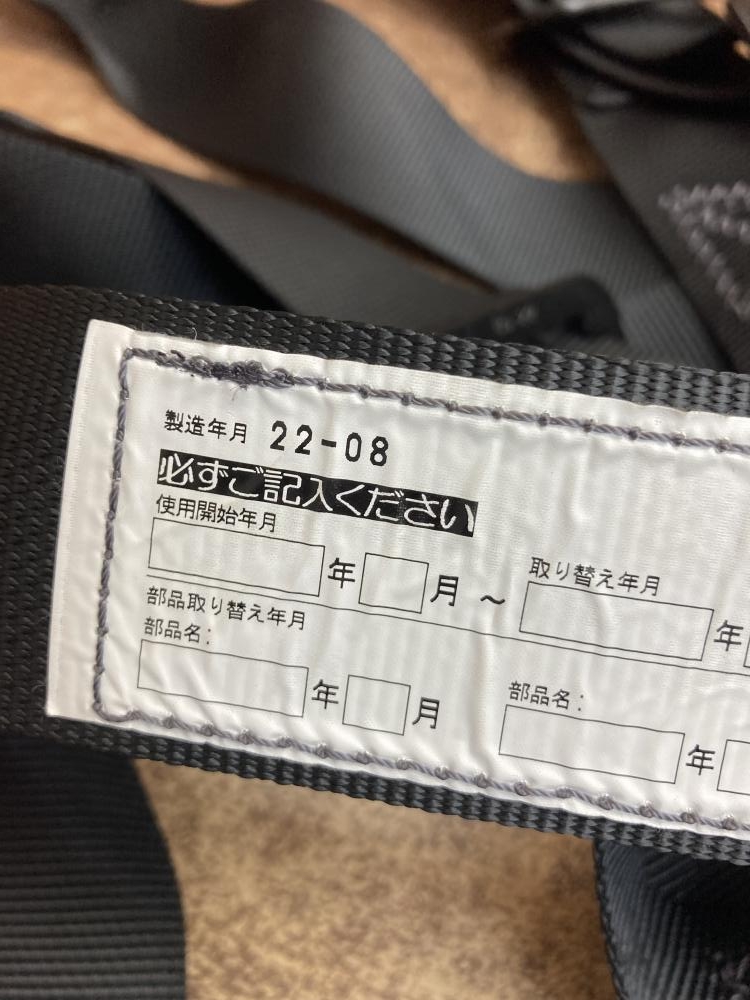 製造年月 22-08
必ずご記入ください
使用開始年月
年 月 ~ 取り替え年月
年
部品取り替え年月
部品名:
年 月
部品名:
年